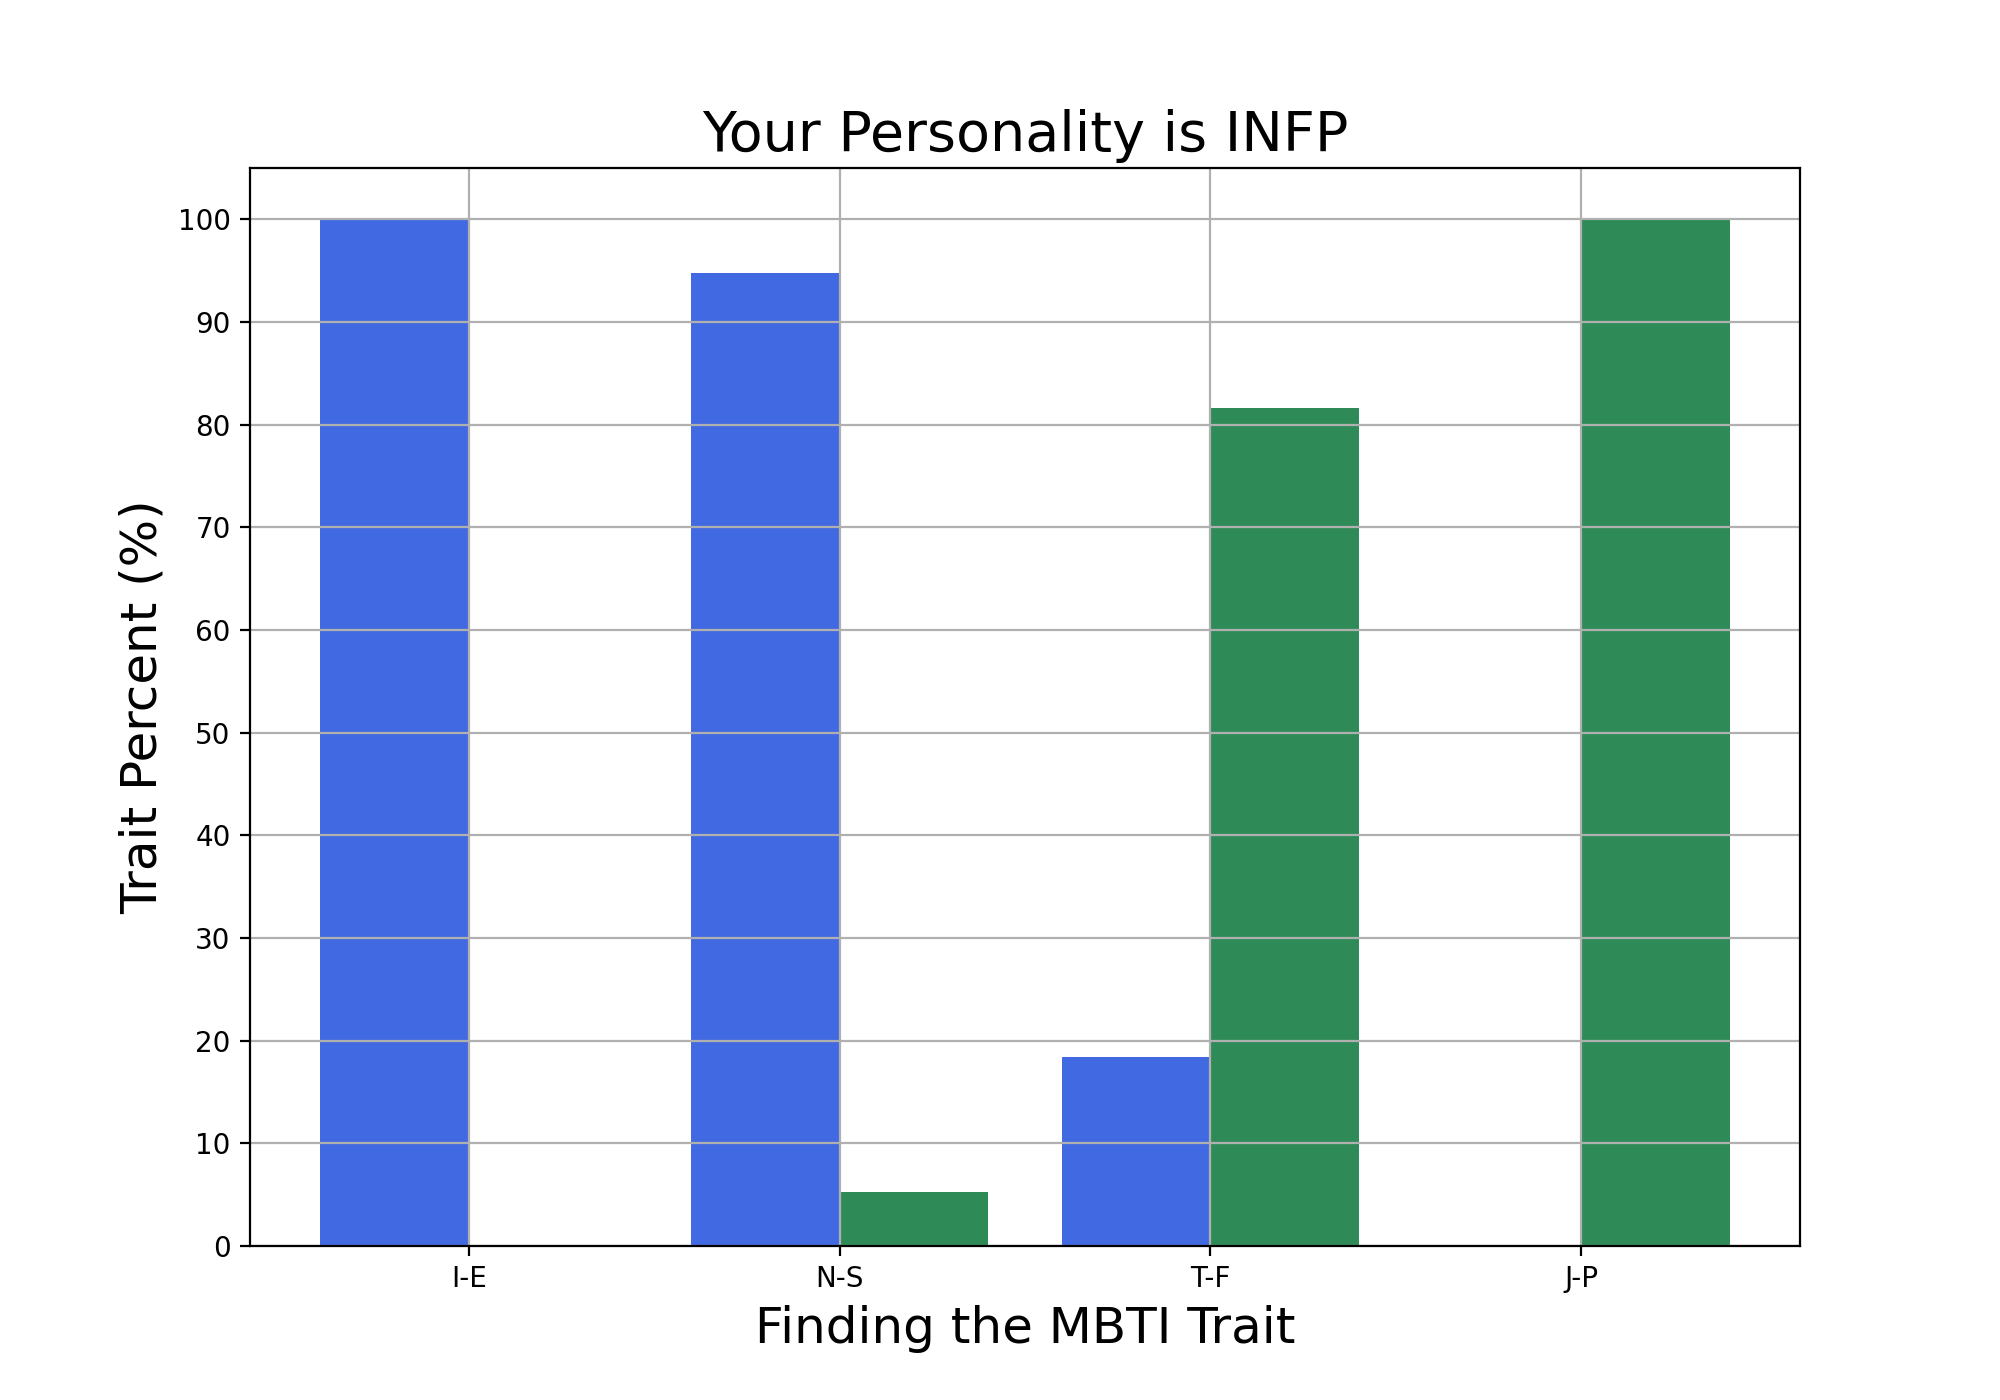 Your Personality is INFP
Trait Percent (%)
100
90
80
70
60
50
40
30
20
10
0
I-E
N-S
T-F
J-P
Finding the MBTI Trait